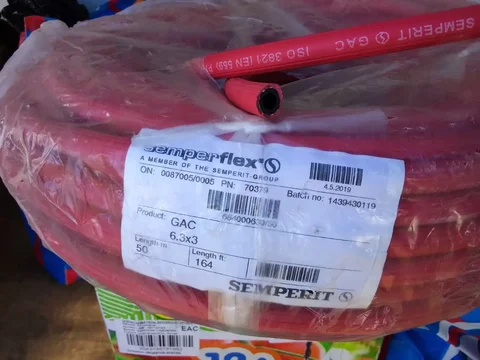 SEMPERIT GAC
ISO 3821 (EN 559)
semperflex
A MEMBER OF THE SEMPERIT-GROUP
ON: 0087005/0005 PN: 70379
4.5.2019
Batch no: 1439430119
Product: GAC
6.3x3
Length m
50
Length ft:
164
SEMPERIT
EAC